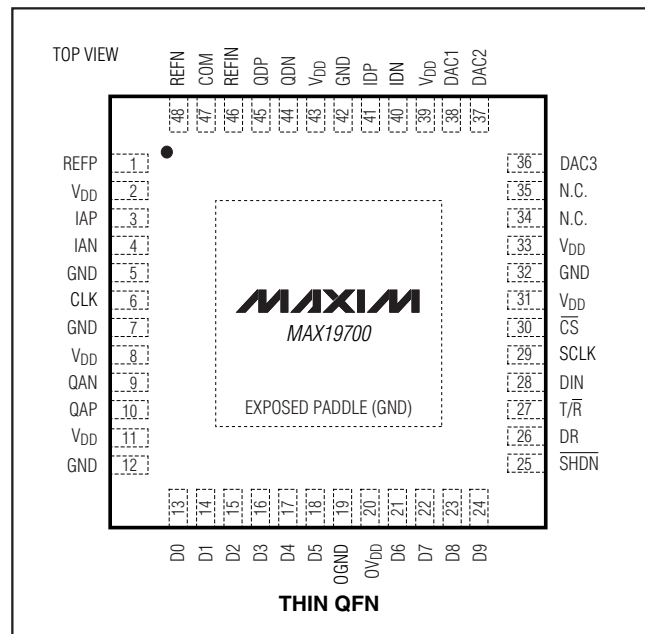 TOP VIEW
REFN
COM
REFIN
QDP
QDN
VDD
GND
IDP
IDN
VDD
DAC1
DAC2
48
47
46
45
44
43
42
41
40
39
38
37
REFP 1
VDD 2
IAP 3
IAN 4
GND 5
CLK 6
GND 7
VDD 8
QAN 9
QAP 10
VDD 11
GND 12
36 DAC3
35 N.C.
34 N.C.
33 VDD
32 GND
31 VDD
30 C̅S̅
29 SCLK
28 DIN
27 T/R̅
26 DR
25 S̅H̅D̅N̅
MAXIM
MAX19700
EXPOSED PADDLE (GND)
13
14
15
16
17
18
19
20
21
22
23
24
D0
D1
D2
D3
D4
D5
OGND
OVDD
D6
D7
D8
D9
THIN QFN